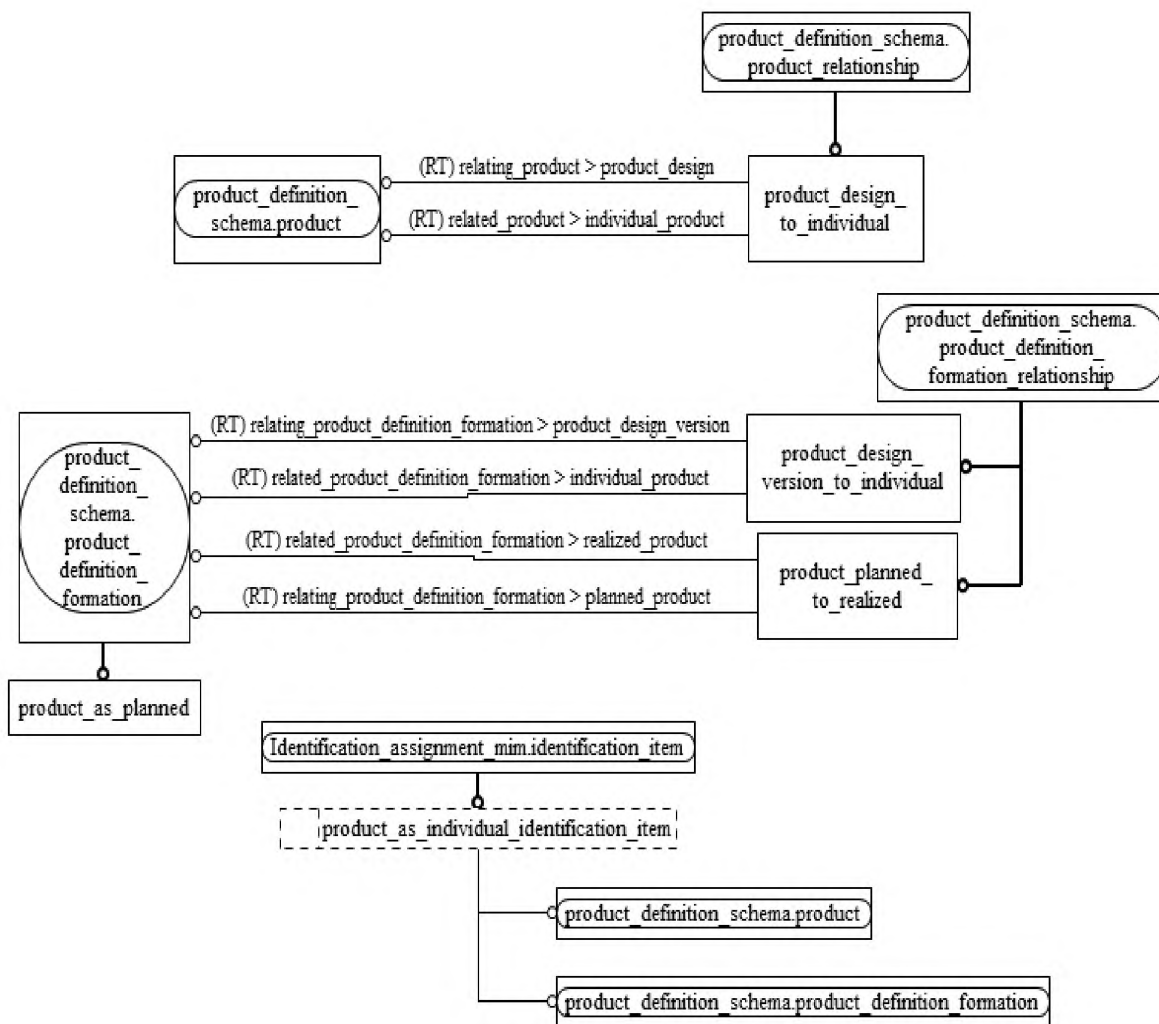 product_definition_schema.
product_relationship
(RT) relating_product > product_design
product_definition_
schema.product
product_design_
to_individual
(RT) related_product > individual_product
product_definition_schema.
product_definition_
formation_relationship
(RT) relating_product_definition_formation > product_design_version
product_
definition_
schema.
product_
definition_
formation
product_design_
version_to_individual
(RT) related_product_definition_formation > individual_product
(RT) related_product_definition_formation > realized_product
product_planned_
to_realized
(RT) relating_product_definition_formation > planned_product
product_as_planned
Identification_assignment_mim.identification_item
product_as_individual_identification_item
product_definition_schema.product
product_definition_schema.product_definition_formation